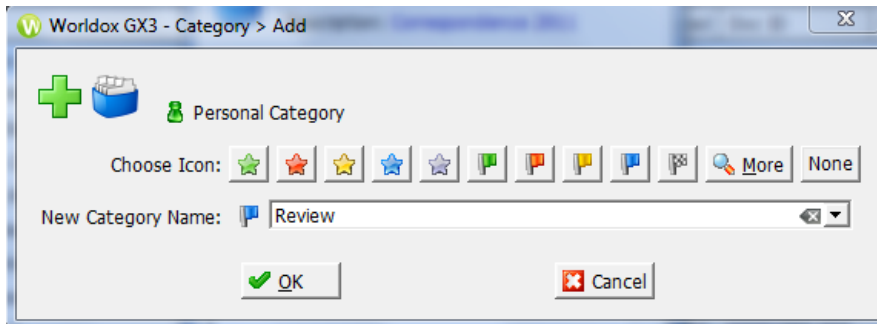 Worldox GX3 - Category > Add
Personal Category
Choose Icon: More None
New Category Name: Review
OK Cancel